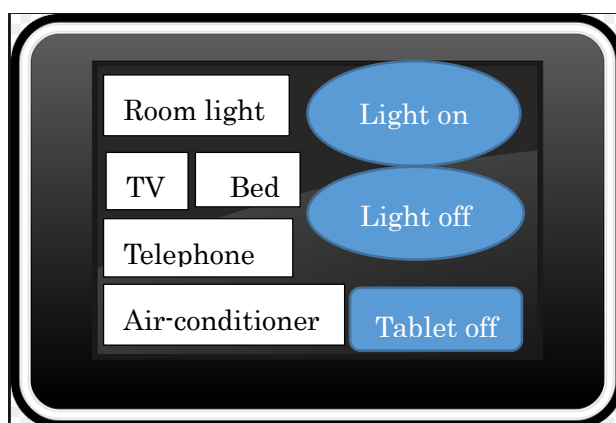 Room light
Light on
TV
Bed
Light off
Telephone
Air-conditioner
Tablet off